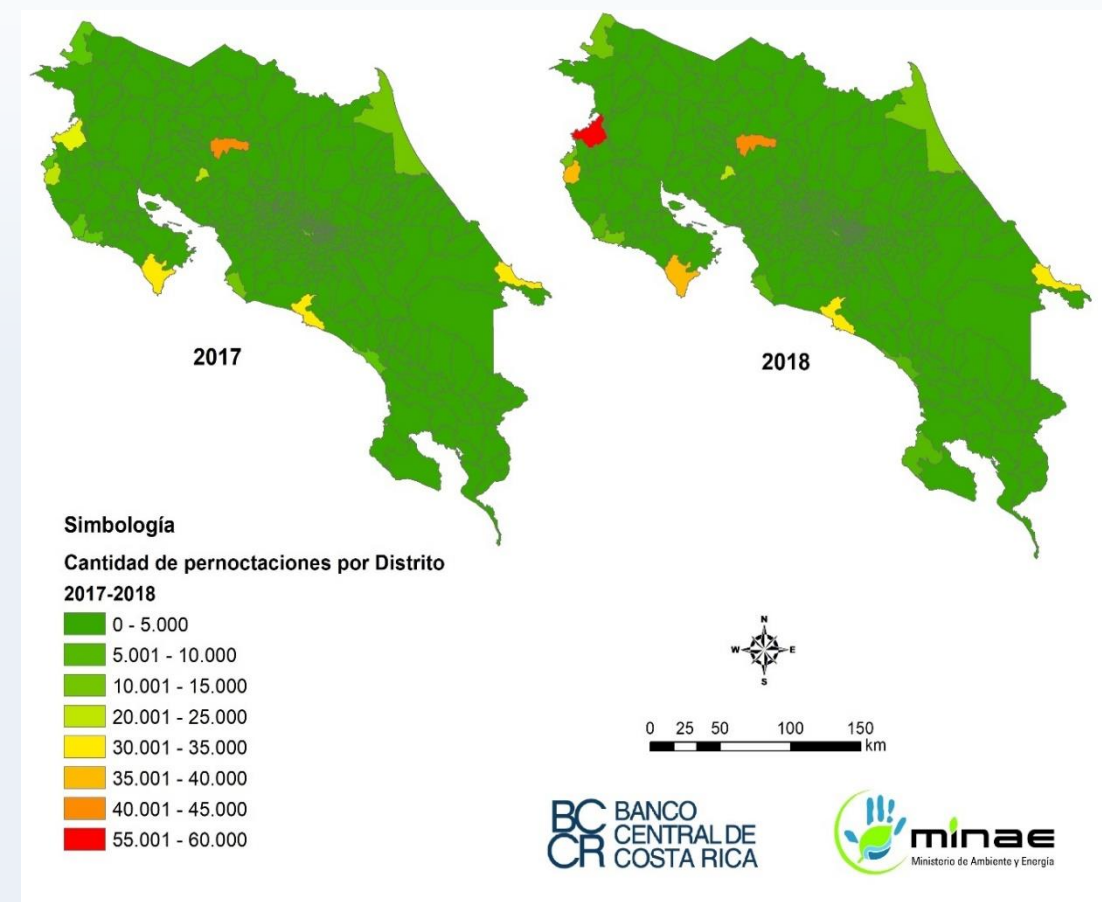 2017
2018
Simbología
Cantidad de pernoctaciones por Distrito
2017-2018
0 - 5.000
5.001 - 10.000
10.001 - 15.000
20.001 - 25.000
30.001 - 35.000
35.001 - 40.000
40.001 - 45.000
55.001 - 60.000
N
W E
S
0 25 50 100 150
km
BC
CR
BANCO
CENTRAL DE
COSTA RICA
minae
Ministerio de Ambiente y Energía